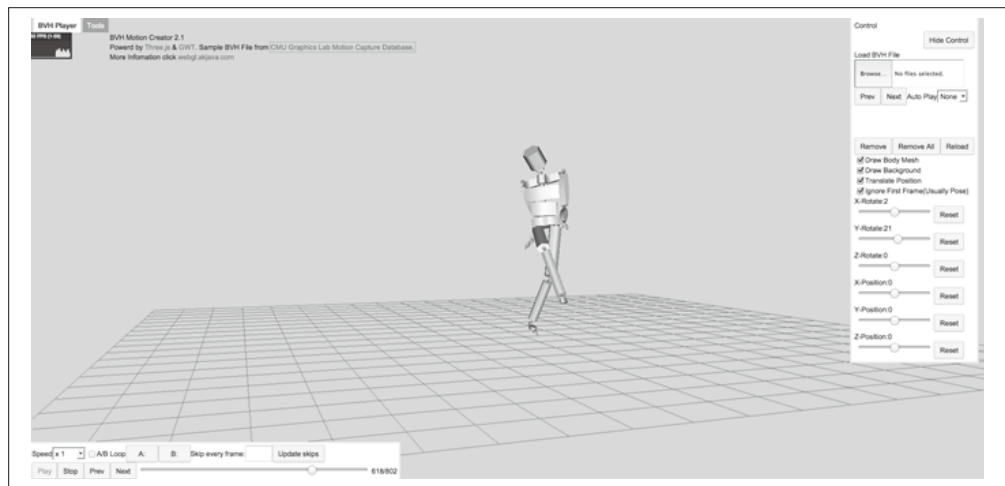 BVH Player Tools
BVH Motion Creator 2.1
Powerd by Three.js & GWT. Sample BVH File from CMU Graphics Lab Motion Capture Database.
More Infomation click webgl.akjava.com
Control
Hide Control
Load BVH File
Browse... No files selected.
Prev Next Auto Play None
Remove Remove All Reload
Draw Body Mesh
Draw Background
Translate Position
Ignore First Frame(Usually Pose)
X-Rotate:2
Reset
Y-Rotate:21
Reset
Z-Rotate:0
Reset
X-Position:0
Reset
Y-Position:0
Reset
Z-Position:0
Reset
Speed x 1 A/B Loop A: B: Skip every frame: Update skips
Play Stop Prev Next 618/802